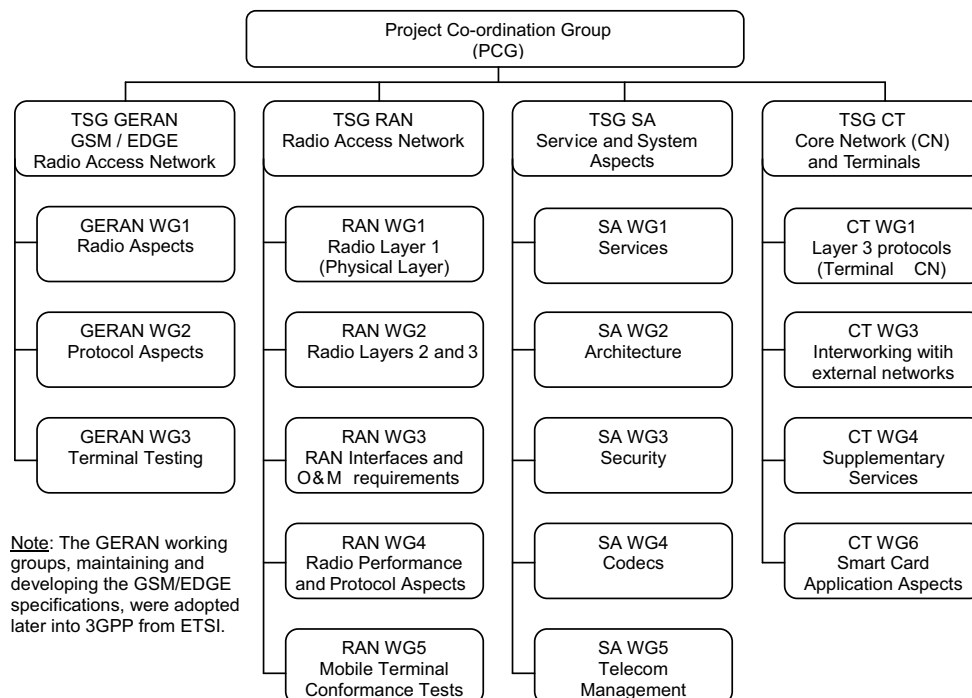 Project Co-ordination Group
(PCG)
TSG GERAN
GSM / EDGE
Radio Access Network
TSG RAN
Radio Access Network
TSG SA
Service and System
Aspects
TSG CT
Core Network (CN)
and Terminals
GERAN WG1
Radio Aspects
RAN WG1
Radio Layer 1
(Physical Layer)
SA WG1
Services
CT WG1
Layer 3 protocols
(Terminal CN)
GERAN WG2
Protocol Aspects
RAN WG2
Radio Layers 2 and 3
SA WG2
Architecture
CT WG3
Interworking witih
external networks
GERAN WG3
Terminal Testing
RAN WG3
RAN Interfaces and
O&M requirements
SA WG3
Security
CT WG4
Supplementary
Services
Note: The GERAN working
groups, maintaining and
developing the GSM/EDGE
specifications, were adopted
later into 3GPP from ETSI.
RAN WG4
Radio Performance
and Protocol Aspects
SA WG4
Codecs
CT WG6
Smart Card
Application Aspects
RAN WG5
Mobile Terminal
Conformance Tests
SA WG5
Telecom
Management